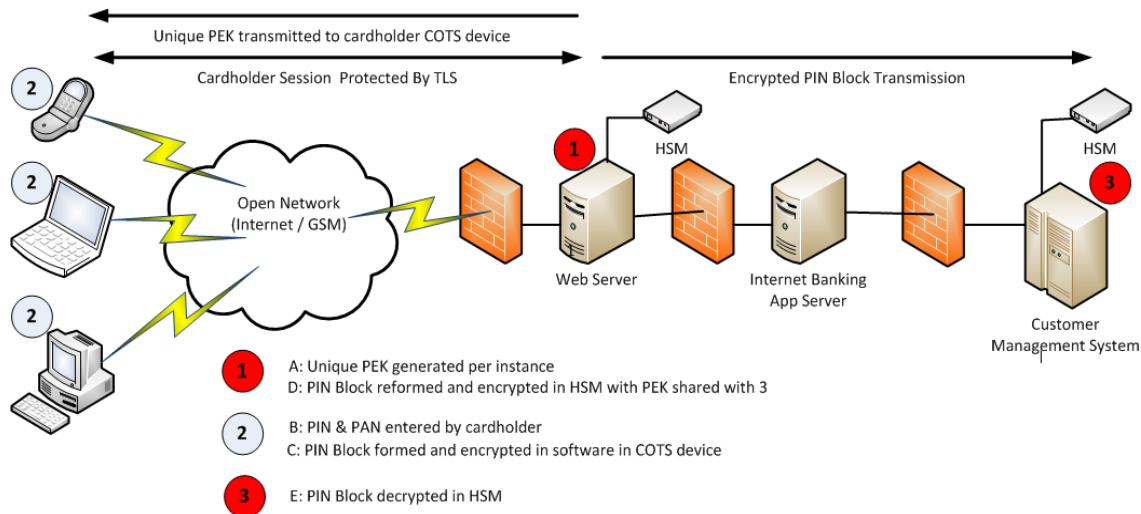 Unique PEK transmitted to cardholder COTS device
Cardholder Session Protected By TLS
Encrypted PIN Block Transmission
2
HSM
HSM
1
3
2
Open Network
(Internet / GSM)
Web Server
Internet Banking
App Server
2
Customer
Management System
1
A: Unique PEK generated per instance
D: PIN Block reformed and encrypted in HSM with PEK shared with 3
2
B: PIN & PAN entered by cardholder
C: PIN Block formed and encrypted in software in COTS device
3
E: PIN Block decrypted in HSM